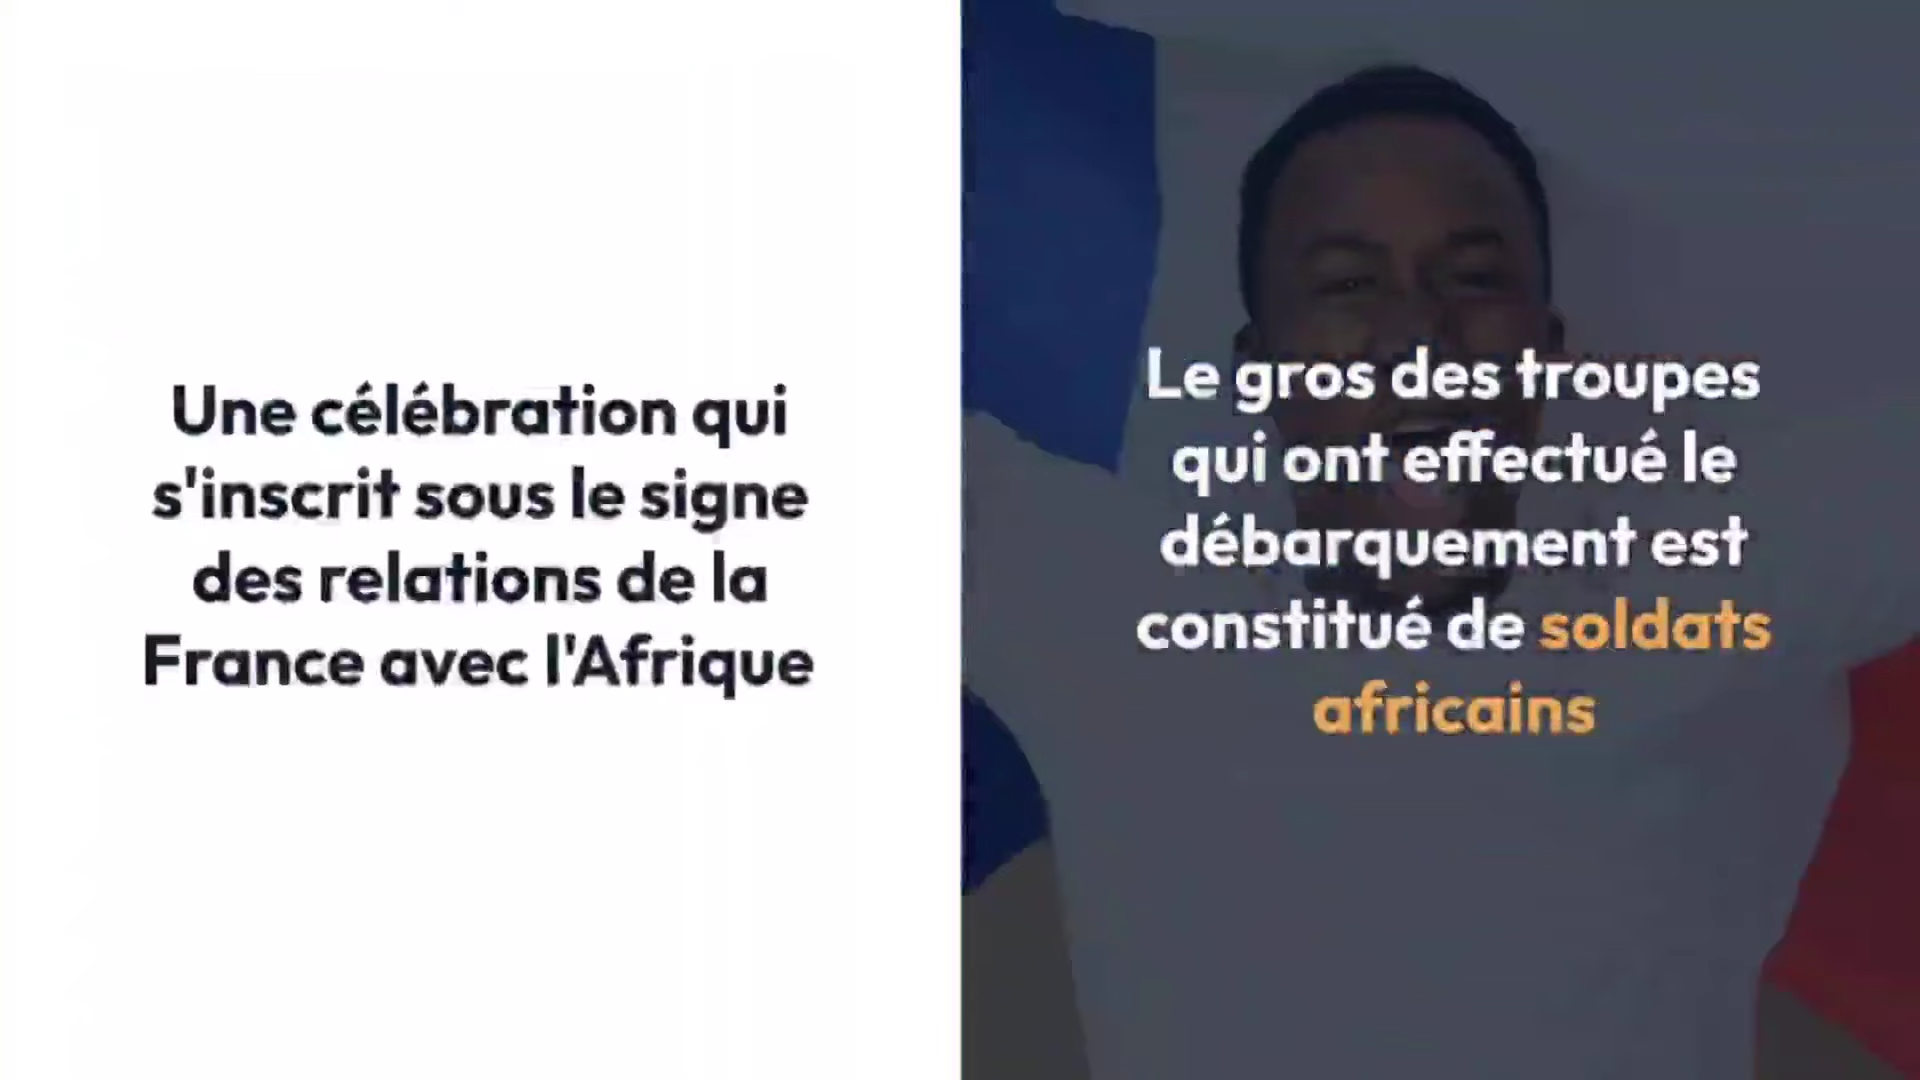 Une célébration qui
s'inscrit sous le signe
des relations de la
France avec l'Afrique
Le gros des troupes
qui ont effectué le
débarquement est
constitué de soldats
africains